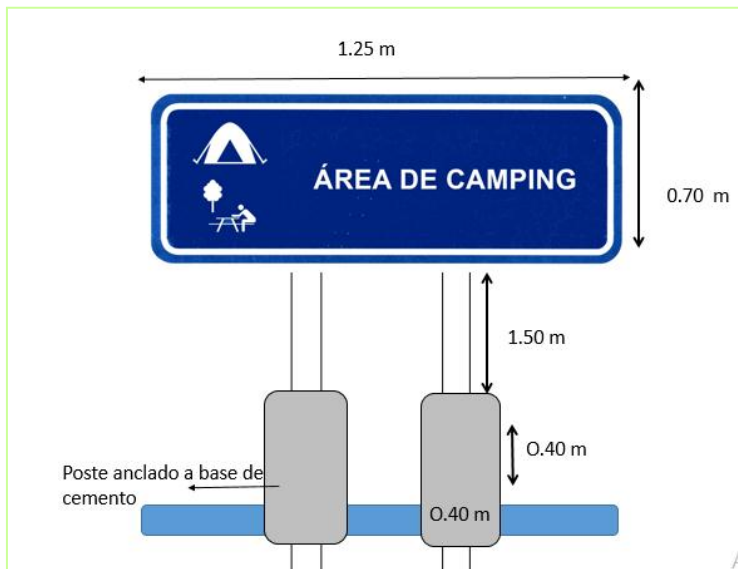 1.25 m
ÁREA DE CAMPING
0.70 m
1.50 m
O.40 m
Poste anclado a base de
cemento
O.40 m